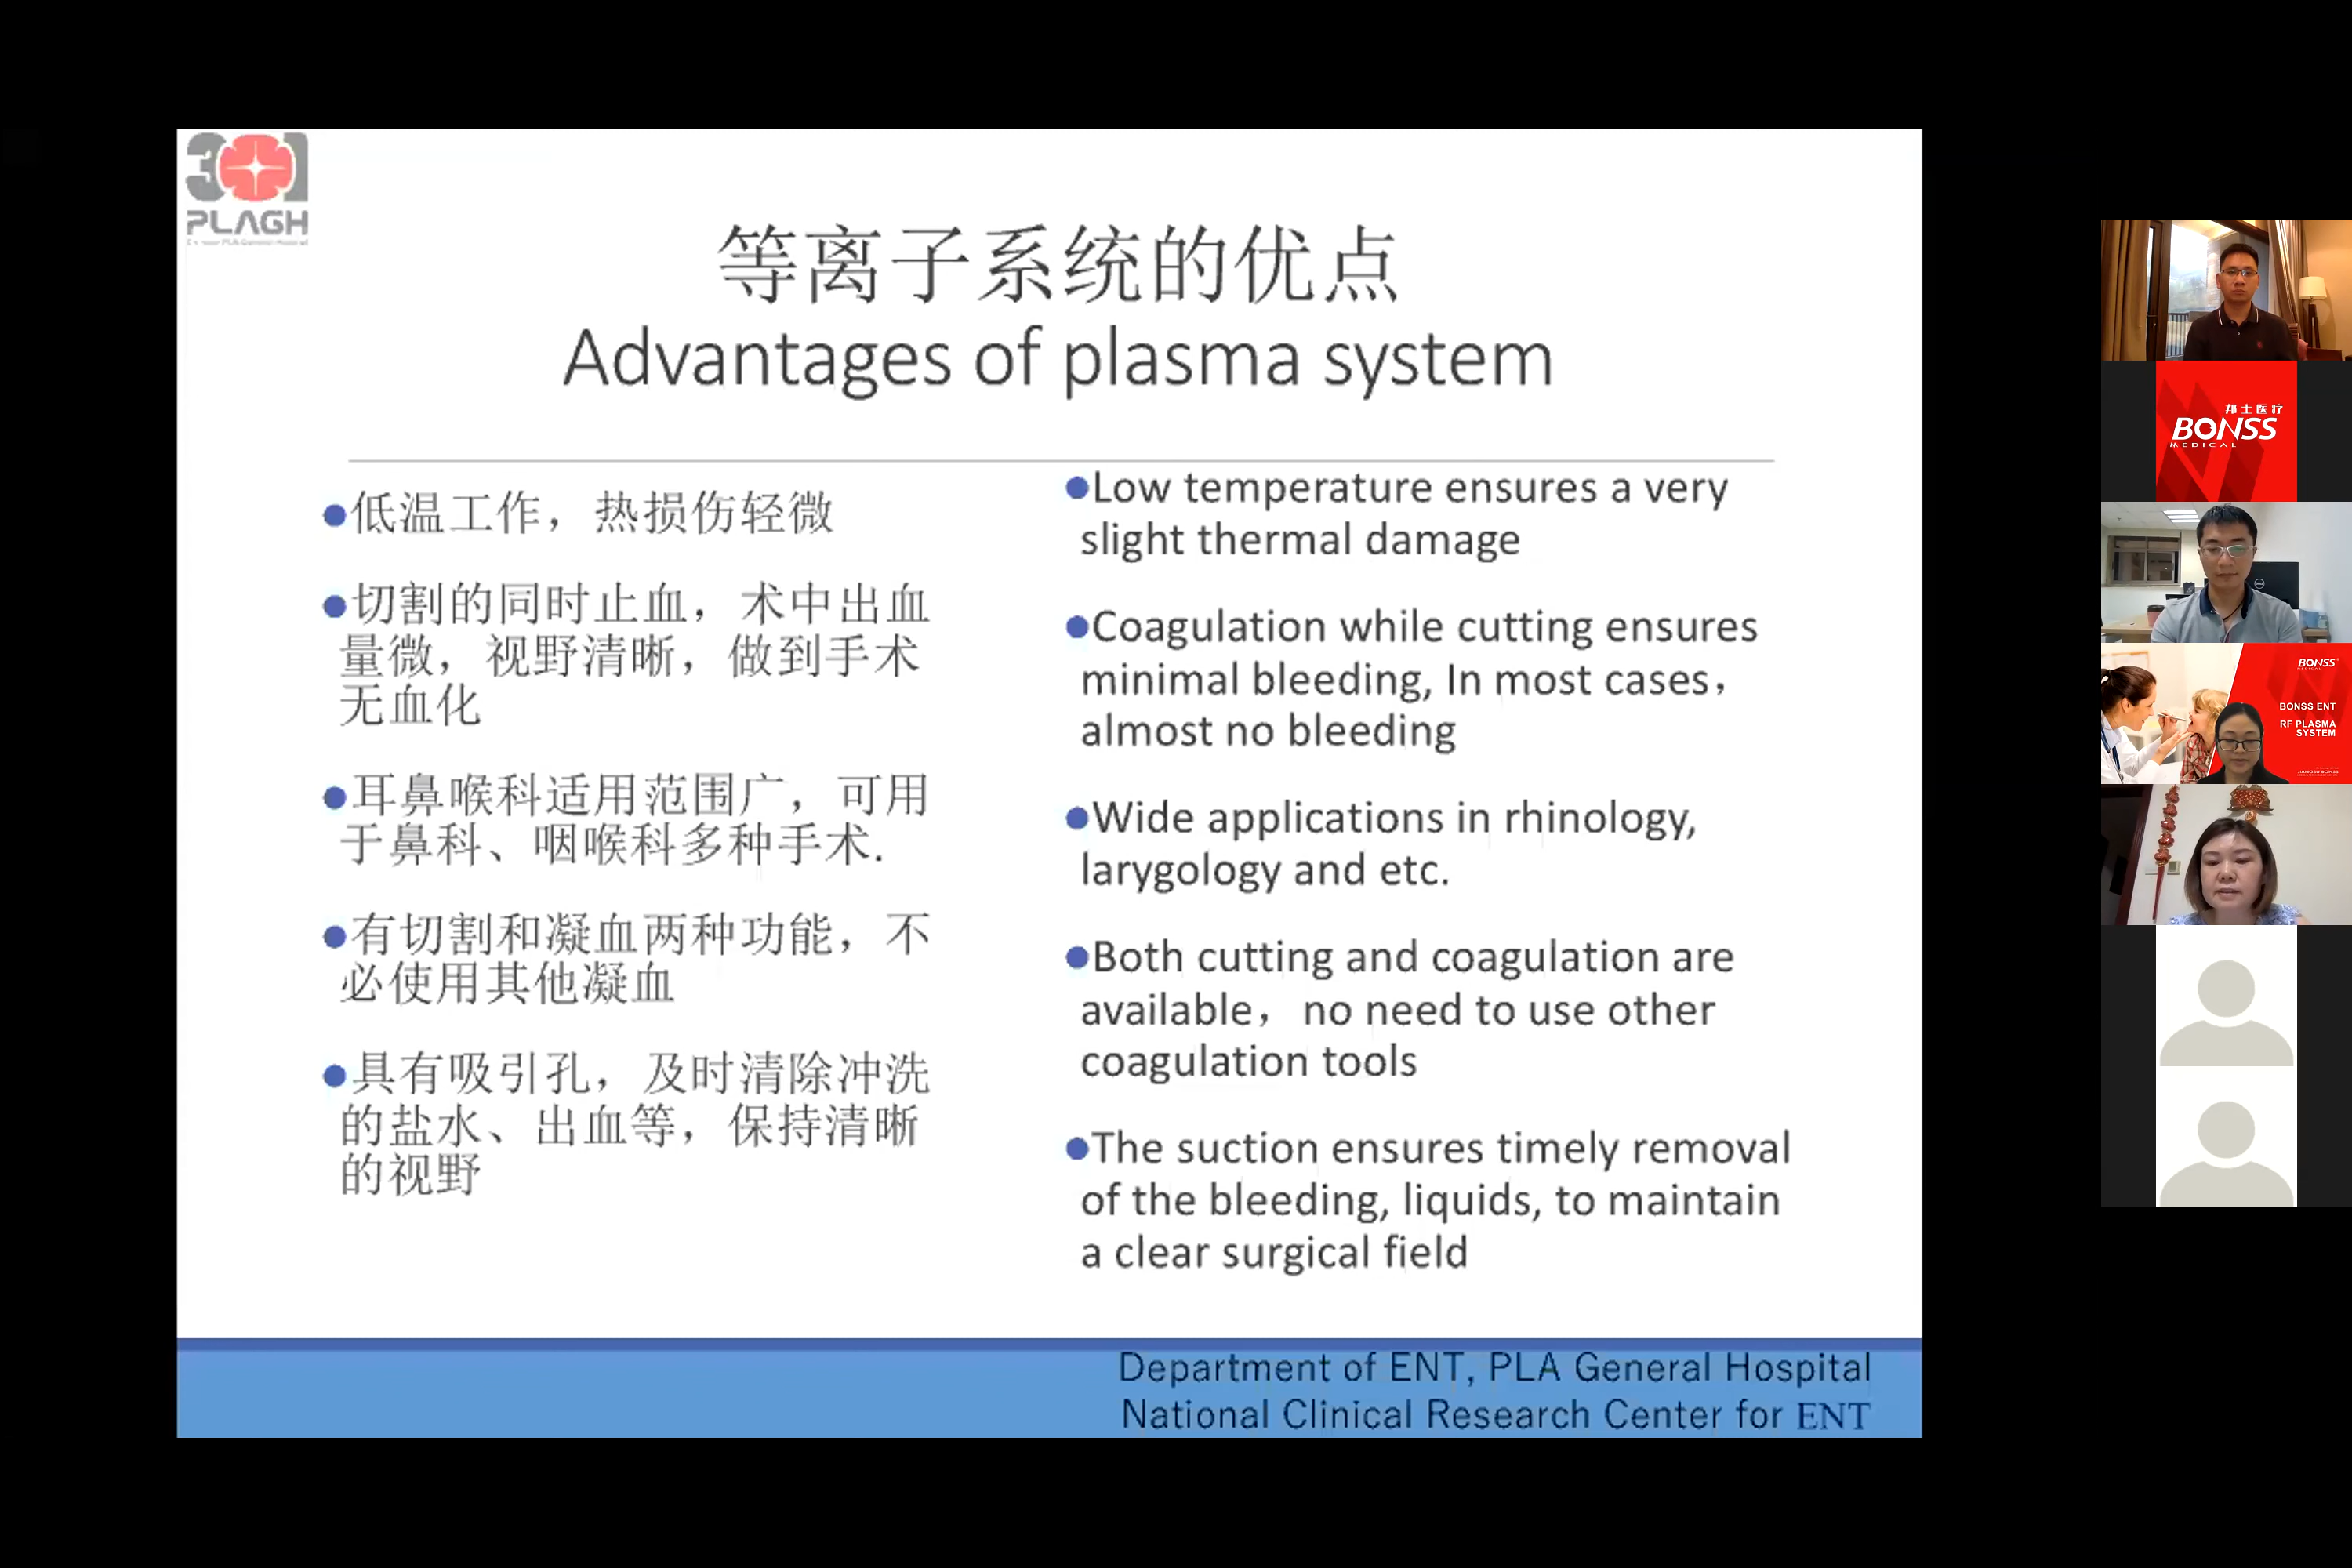 301
PLAGH
等离子系统的优点
Advantages of plasma system
●低温工作，热损伤轻微
●切割的同时止血，术中出血
量微，视野清晰，做到手术
无血化
●耳鼻喉科适用范围广，可用
于鼻科、咽喉科多种手术.
●有切割和凝血两种功能，不
必使用其他凝血
●具有吸引孔，及时清除冲洗
的盐水、出血等，保持清晰
的视野
●Low temperature ensures a very
slight thermal damage
●Coagulation while cutting ensures
minimal bleeding, In most cases，
almost no bleeding
●Wide applications in rhinology,
larygology and etc.
●Both cutting and coagulation are
available， no need to use other
coagulation tools
●The suction ensures timely removal
of the bleeding, liquids, to maintain
a clear surgical field
Department of ENT, PLA General Hospital
National Clinical Research Center for ENT
邦士医疗
BONSS
MEDICAL
BONSS
BONSS ENT
RF PLASMA
SYSTEM
JIANGSU BONSS